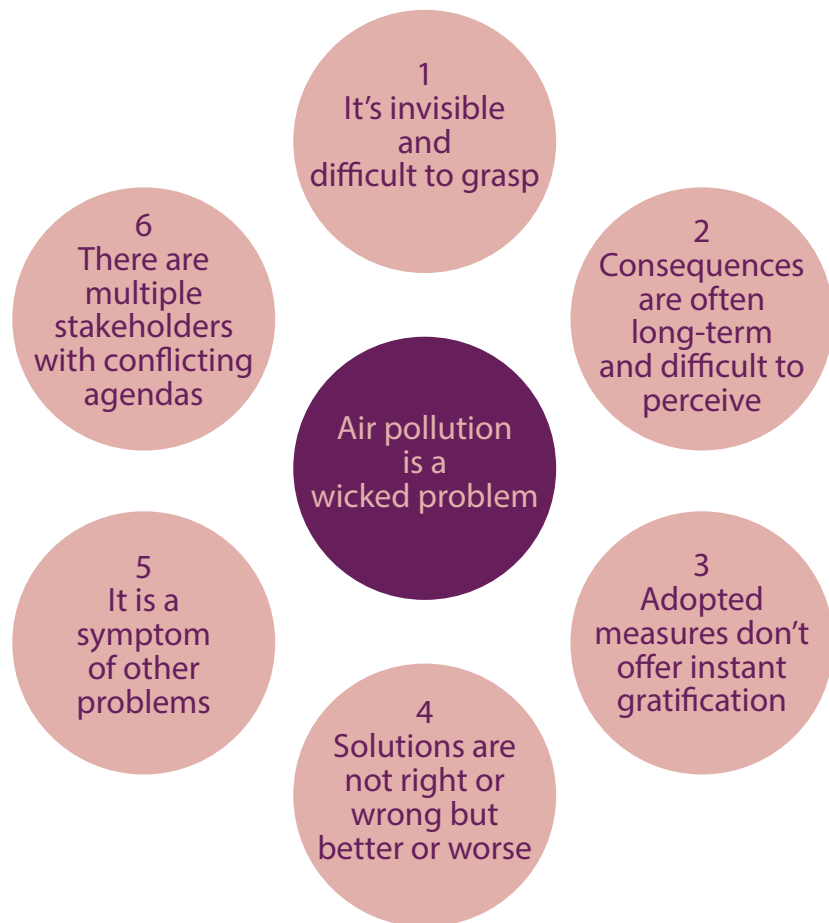 1
It’s invisible
and
difficult to grasp
2
Consequences
are often
long-term
and difficult to
perceive
3
Adopted
measures don’t
offer instant
gratification
4
Solutions are
not right or
wrong but
better or worse
5
It is a
symptom
of other
problems
6
There are
multiple
stakeholders
with conflicting
agendas
Air pollution
is a
wicked problem